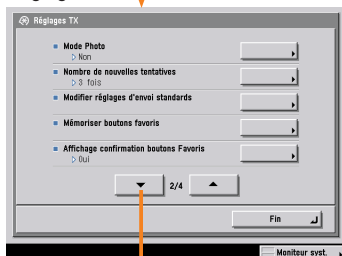 Réglages TX
Mode Photo
Non
Nombre de nouvelles tentatives
3 fois
Modifier réglages d'envoi standards
Mémoriser boutons favoris
Affichage confirmation boutons Favoris
Oui
2/4
Fin
Moniteur syst.